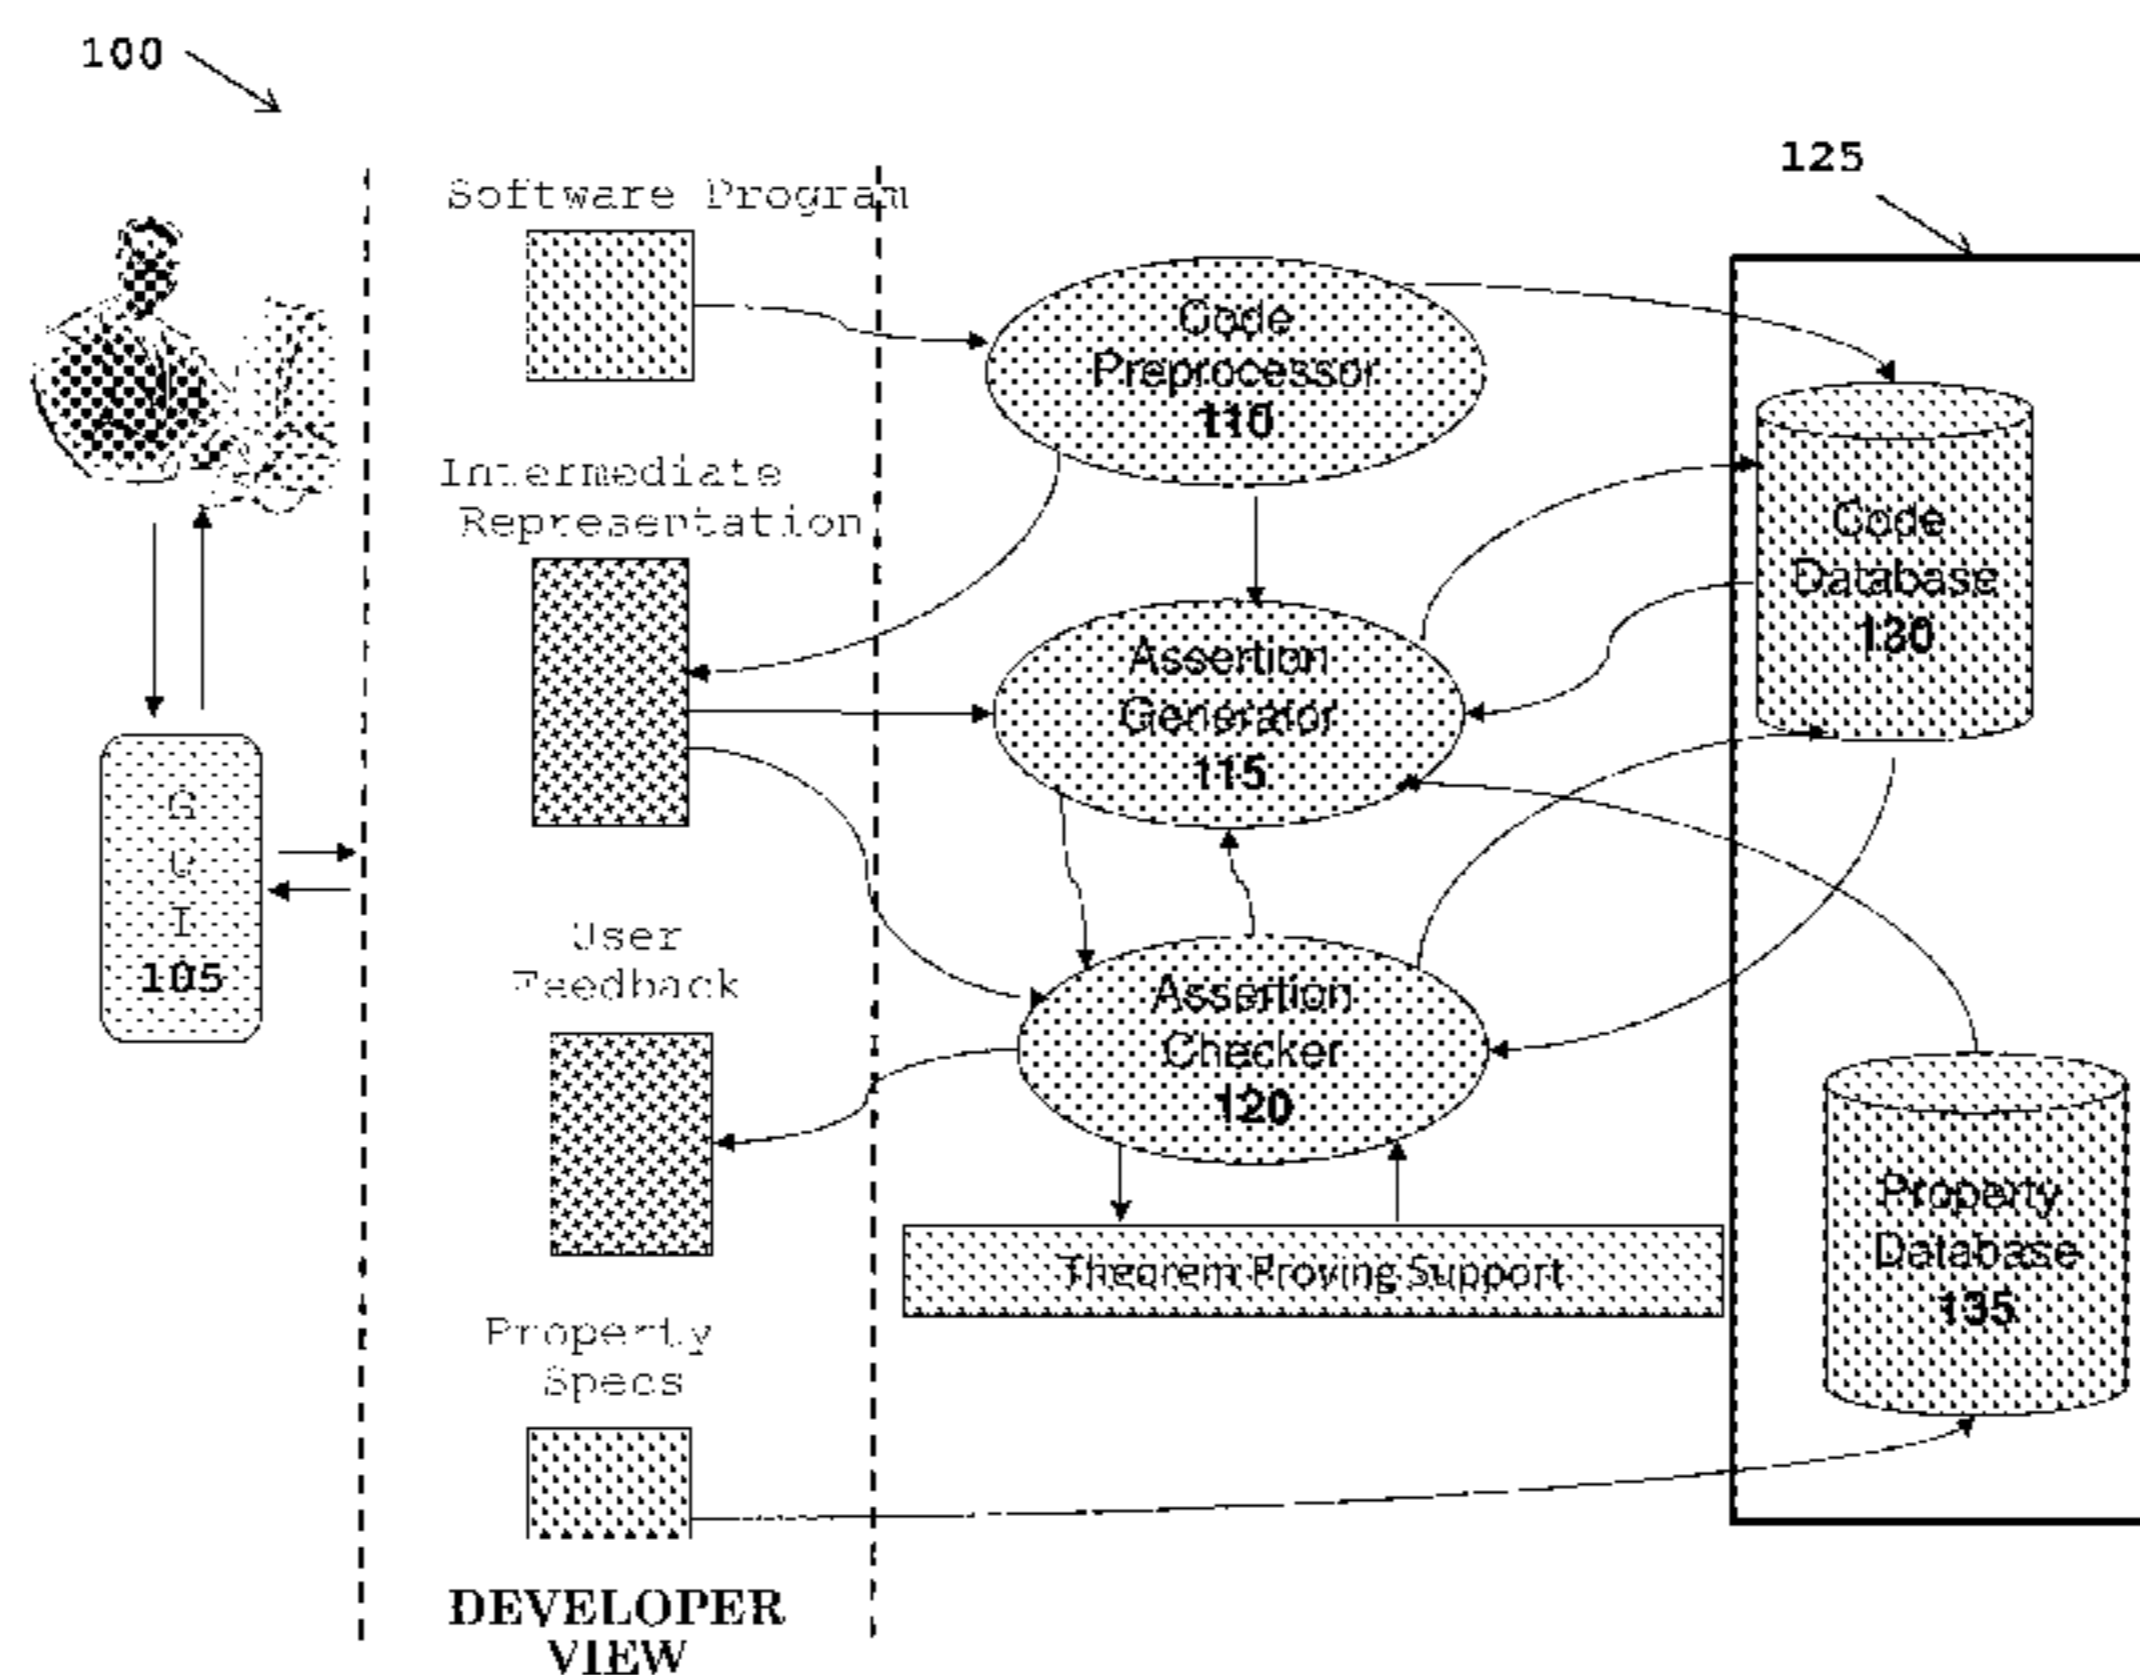 100
125
Software Program
Code
Preprocessor
110
Intermediate
Representation
Code
Database
130
Assertion
Generator
115
G
U
I
105
User
Feedback
Assertion
Checker
120
Property
Database
135
Theorem Proving Support
Property
Specs
DEVELOPER
VIEW